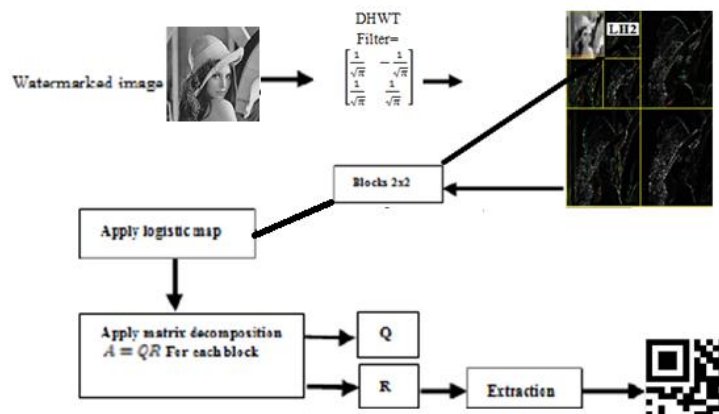 DHWT
Filter=
1/√π -1/√π
1/√π 1/√π
LH2
Watermarked image
Blocks 2x2
Apply logistic map
Apply matrix decomposition
A = QR For each block
Q
R
Extraction